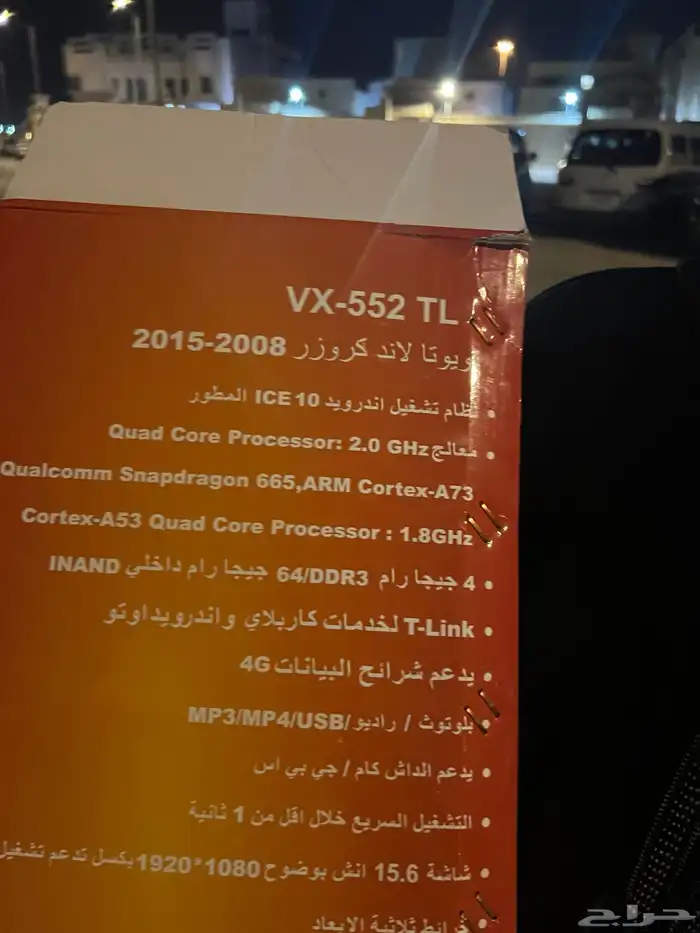 VX-552 TL
ويوتا لاند كروزر 2008-2015
• ظام تشغيل اندرويد ICE 10 المطور
• معالج Quad Core Processor: 2.0 GHz
Qualcomm Snapdragon 665,ARM Cortex-A73
Cortex-A53 Quad Core Processor : 1.8GHz
• 4 جيجا رام 64/DDR3 جيجا رام داخلي INAND
• T-Link لخدمات كاربلاي واندرويداوتو
• يدعم شرائح البيانات 4G
• بلوتوث / راديو /MP3/MP4/USB
• يدعم الداش كام / جي بي اس
• التشغيل السريع خلال اقل من 1 ثانية
• شاشة 15.6 انش بوضوح 1080*1920 بكسل تدعم تشغيل
• خرائط ثلاثية الابعاد
حراج